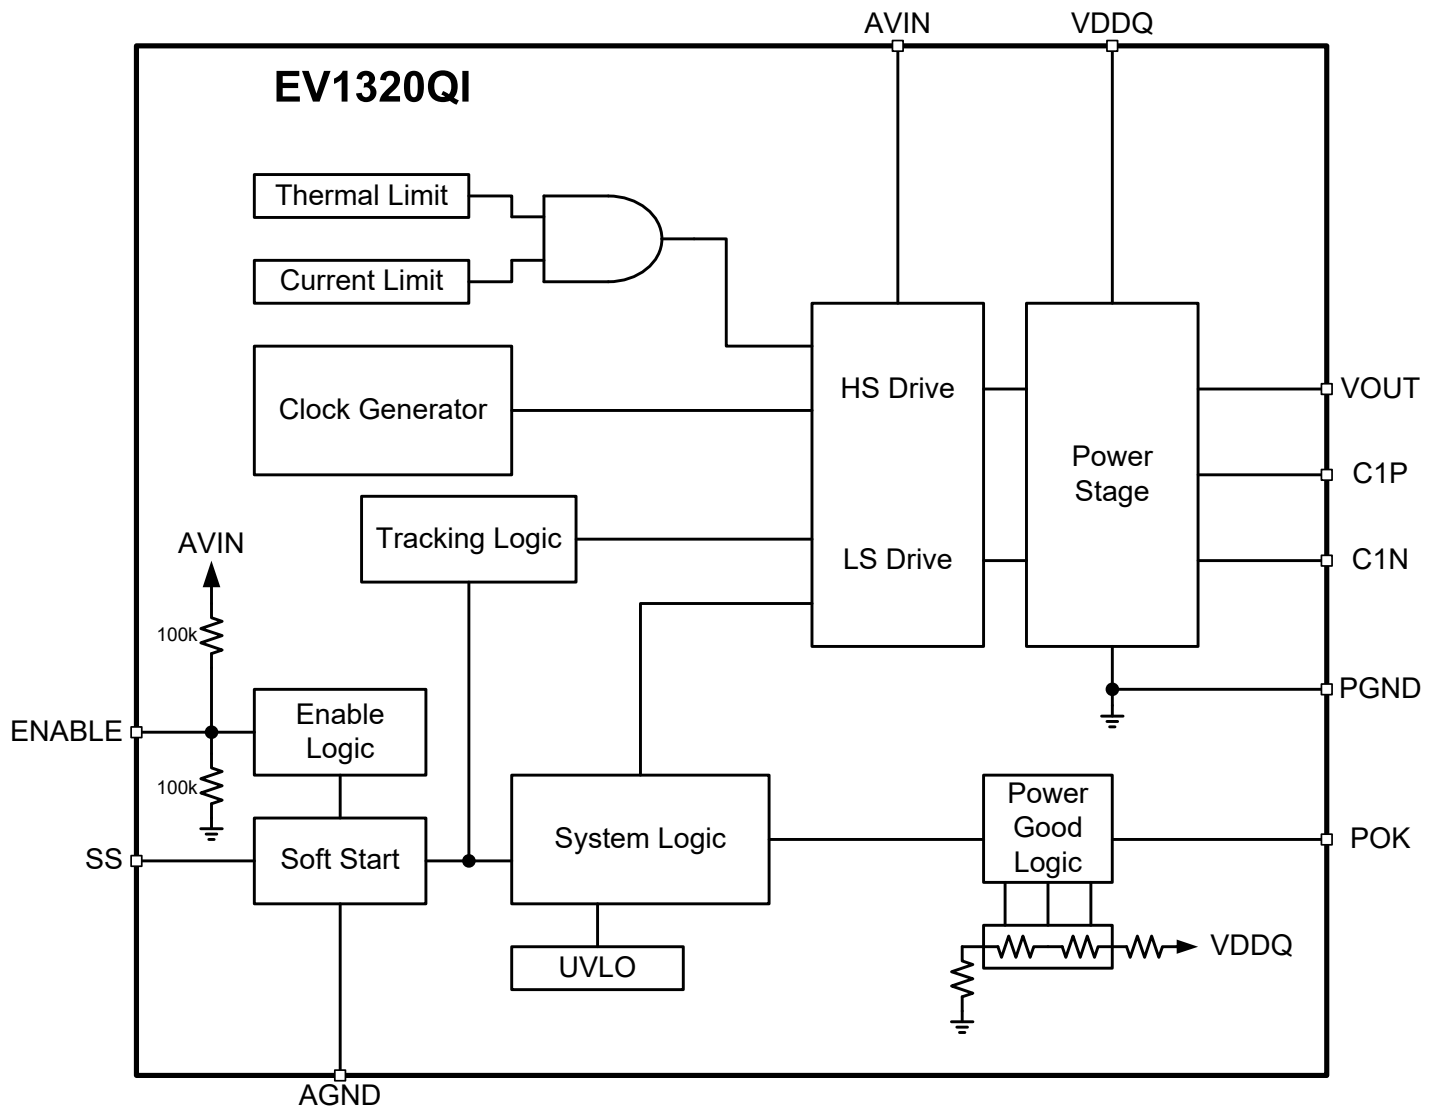 AVIN
VDDQ
EV1320QI
Thermal Limit
Current Limit
Clock Generator
HS Drive
VOUT
Power
Stage
C1P
Tracking Logic
AVIN
LS Drive
C1N
100k
PGND
Enable
Logic
ENABLE
100k
Power
Good
Logic
System Logic
POK
SS
Soft Start
VDDQ
UVLO
AGND